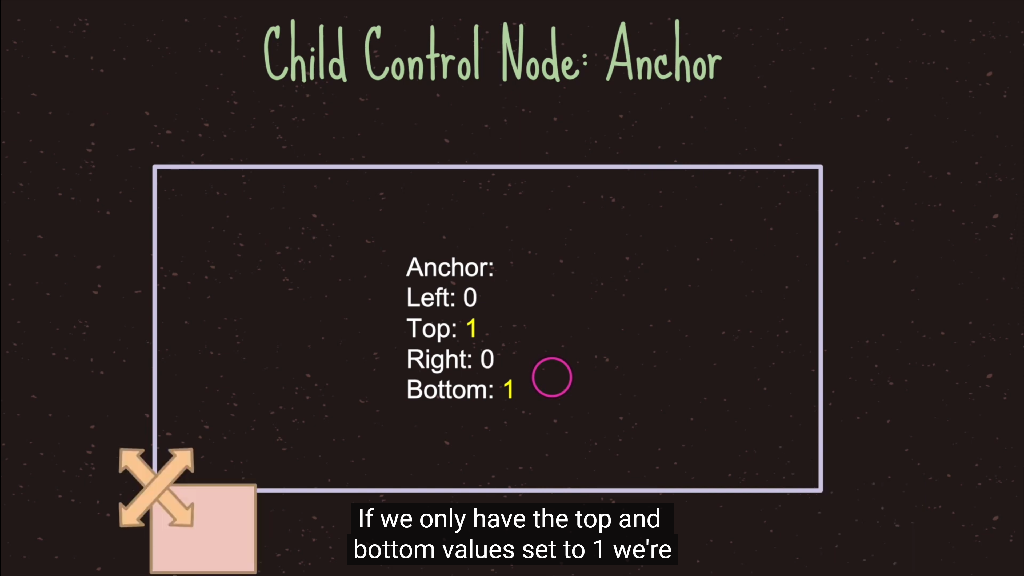 Child Control Node: Anchor
Anchor:
Left: 0
Top: 1
Right: 0
Bottom: 1
If we only have the top and
bottom values set to 1 we're